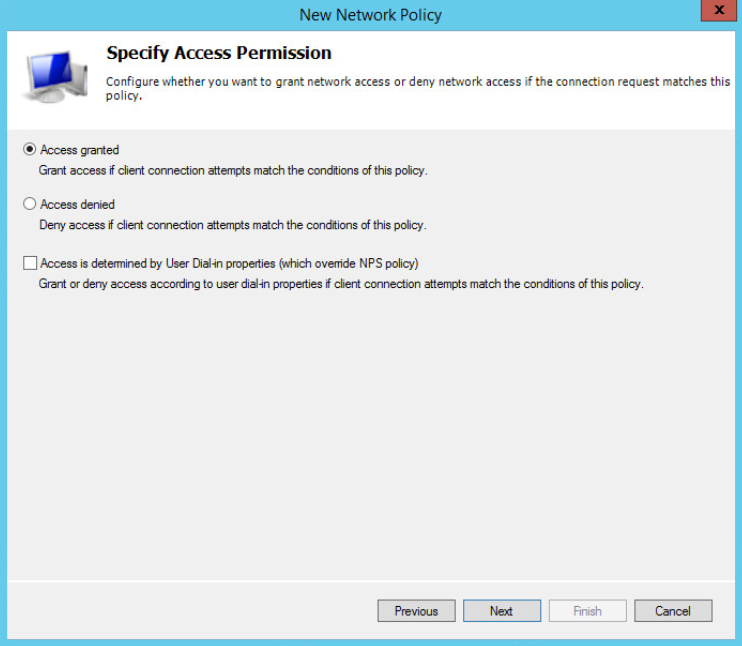 New Network Policy
x
Specify Access Permission
Configure whether you want to grant network access or deny network access if the connection request matches this
policy.
Access granted
Grant access if client connection attempts match the conditions of this policy.
Access denied
Deny access if client connection attempts match the conditions of this policy.
Access is determined by User Dial-in properties (which override NPS policy)
Grant or deny access according to user dial-in properties if client connection attempts match the conditions of this policy.
Previous Next Finish Cancel